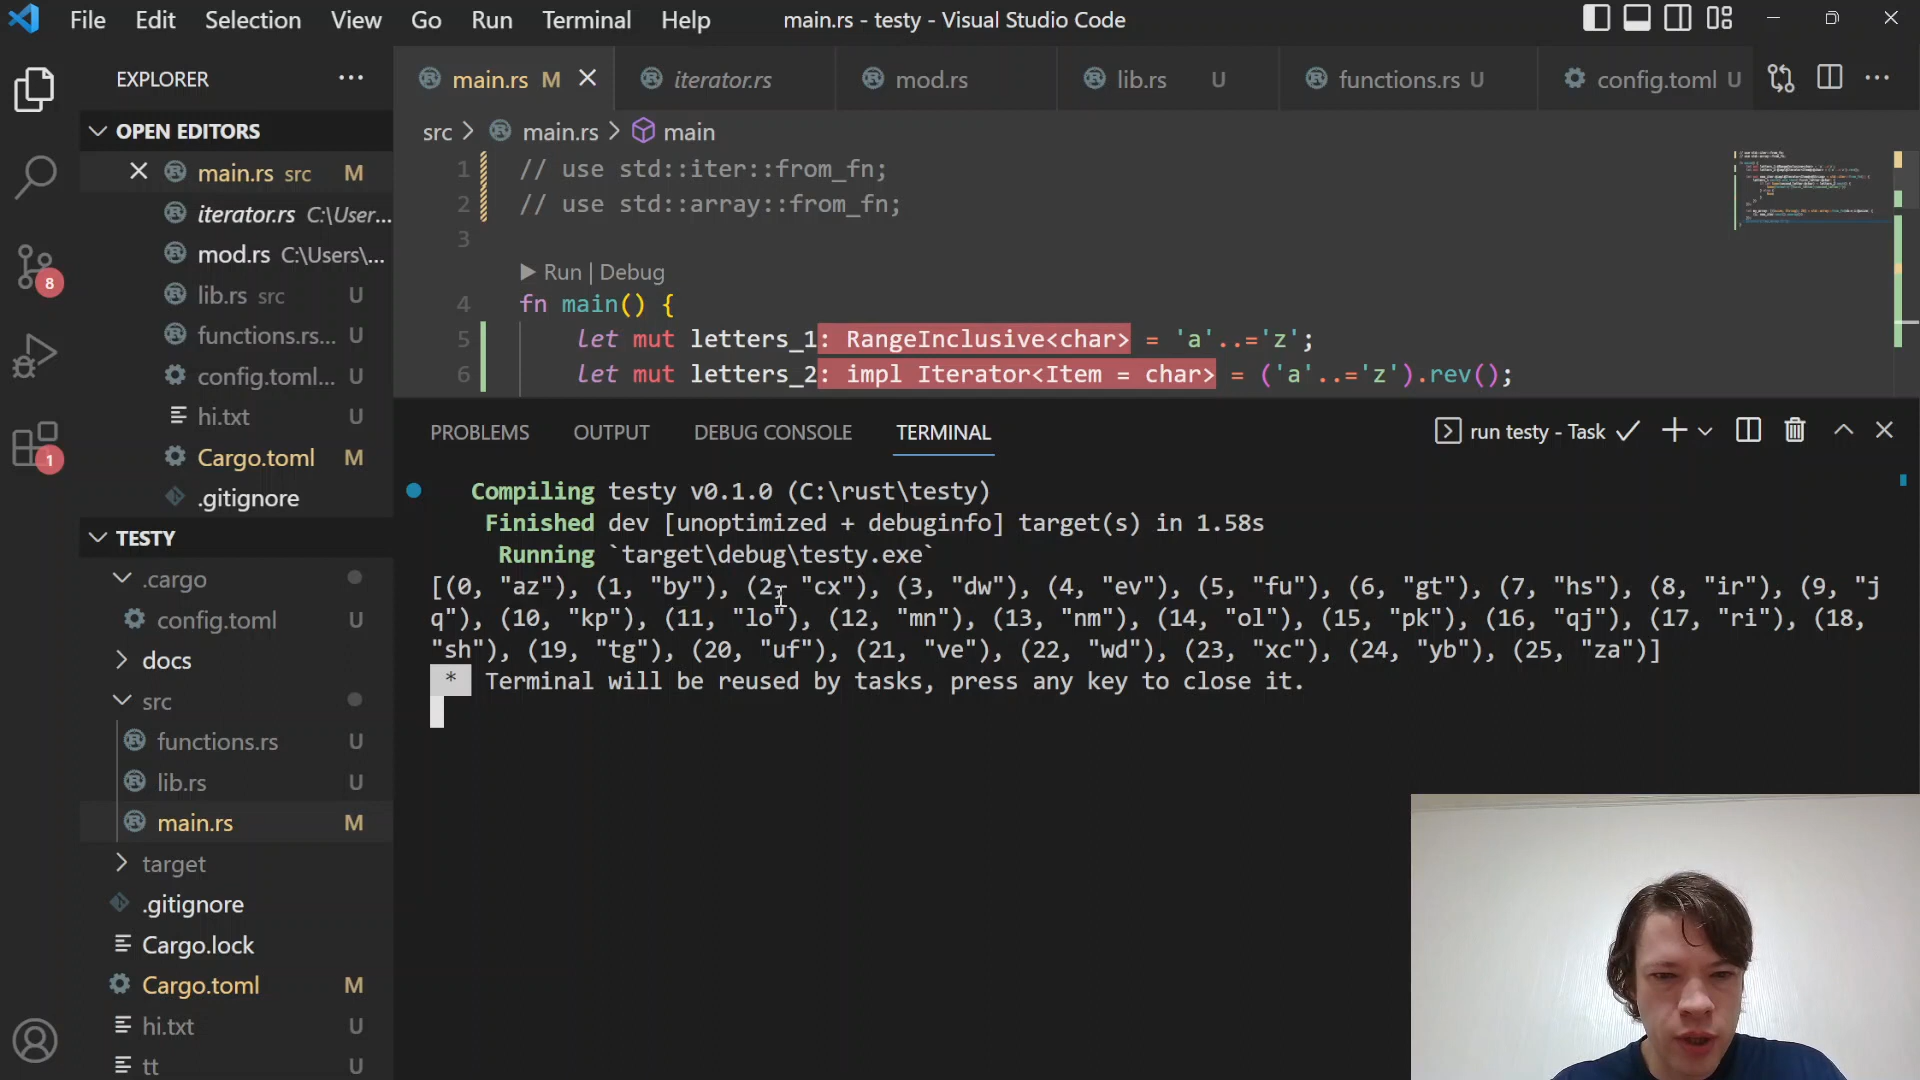 File Edit Selection View Go Run Terminal Help main.rs - testy - Visual Studio Code
EXPLORER
OPEN EDITORS
main.rs src M
iterator.rs C:\User...
mod.rs C:\Users\...
lib.rs src U
functions.rs... U
config.toml... U
hi.txt U
Cargo.toml M
.gitignore
TESTY
.cargo
config.toml U
docs
src
functions.rs U
lib.rs U
main.rs M
target
.gitignore
Cargo.lock
Cargo.toml M
hi.txt U
tt U
8
1
main.rs M iterator.rs mod.rs lib.rs U functions.rs U config.toml U
src > main.rs > main
1 // use std::iter::from_fn;
2 // use std::array::from_fn;
3
Run | Debug
4 fn main() {
5 let mut letters_1: RangeInclusive<char> = 'a'..='z';
6 let mut letters_2: impl Iterator<Item = char> = ('a'..='z').rev();
PROBLEMS OUTPUT DEBUG CONSOLE TERMINAL run testy - Task
Compiling testy v0.1.0 (C:\rust\testy)
Finished dev [unoptimized + debuginfo] target(s) in 1.58s
Running `target\debug\testy.exe`
[(0, "az"), (1, "by"), (2, "cx"), (3, "dw"), (4, "ev"), (5, "fu"), (6, "gt"), (7, "hs"), (8, "ir"), (9, "j
q"), (10, "kp"), (11, "lo"), (12, "mn"), (13, "nm"), (14, "ol"), (15, "pk"), (16, "qj"), (17, "ri"), (18,
"sh"), (19, "tg"), (20, "uf"), (21, "ve"), (22, "wd"), (23, "xc"), (24, "yb"), (25, "za")]
* Terminal will be reused by tasks, press any key to close it.